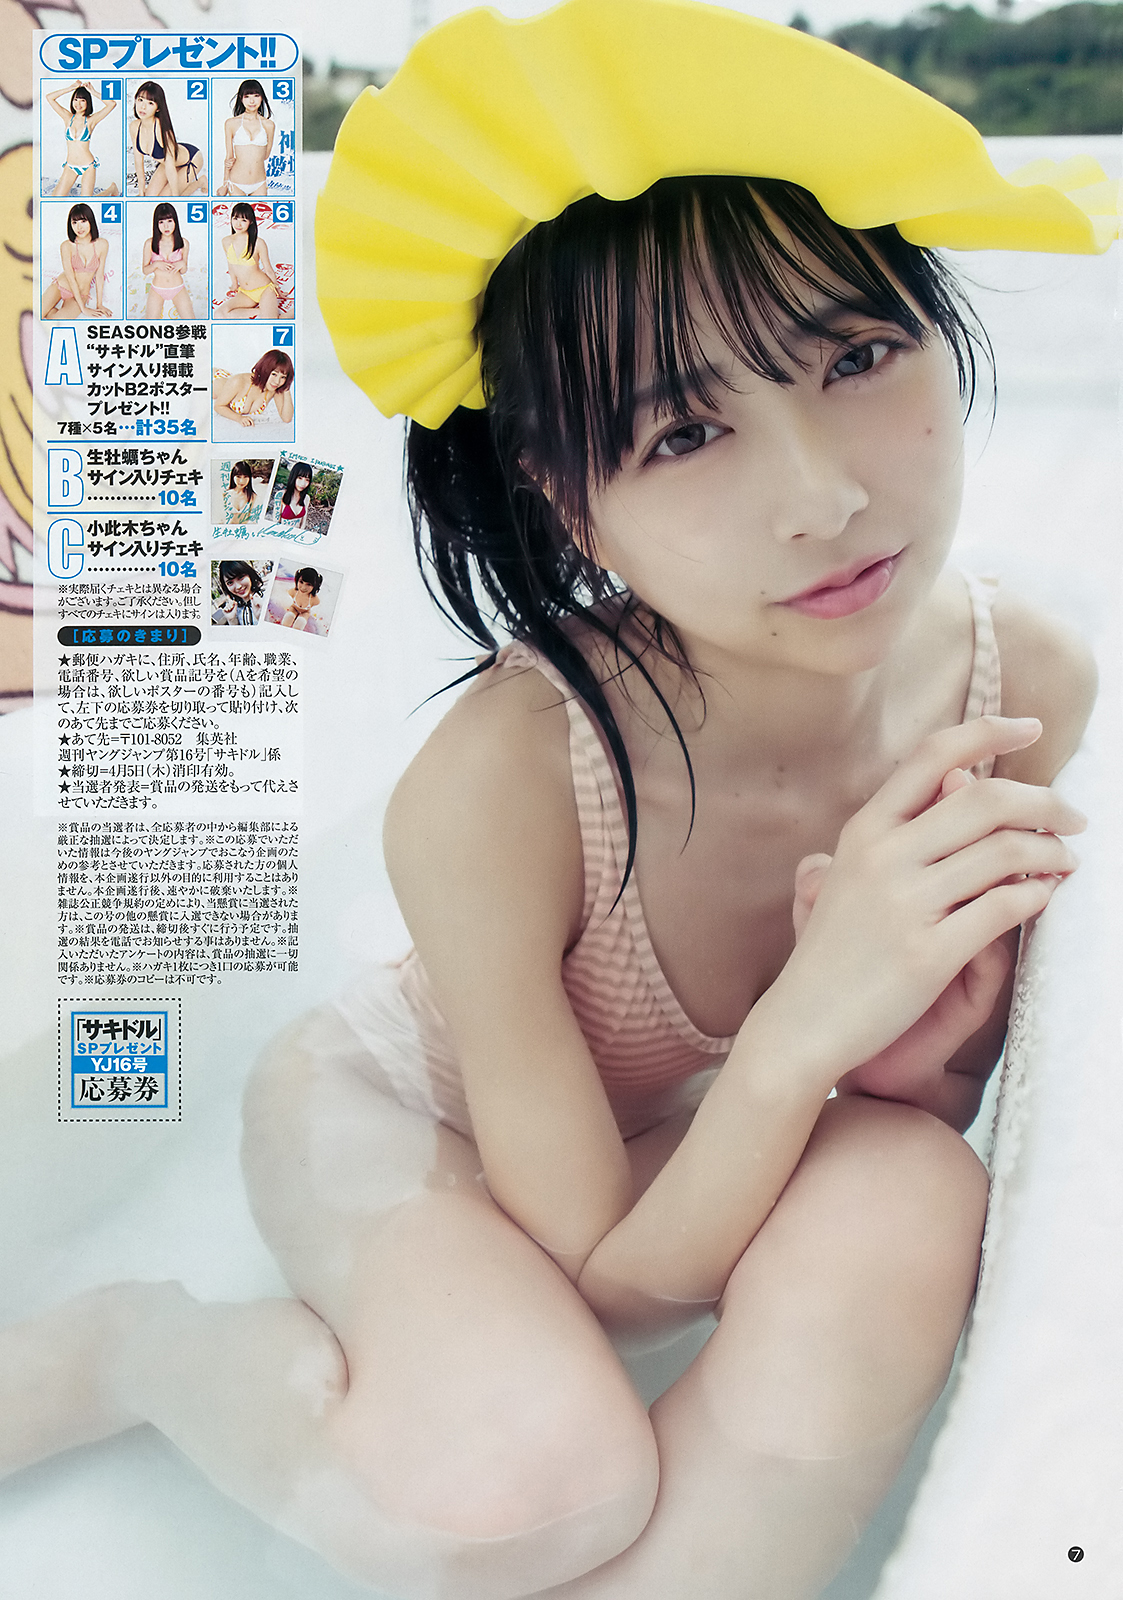 SPプレゼント!!
1
2
3
4
5
6
7
A
SEASON8参戦
“サキドル”直筆
サイン入り掲載
カットB2ポスター
プレゼント!!
7種×5名…計35名
B
生牡蠣ちゃん
サイン入りチェキ
…………10名
C
小此木ちゃん
サイン入りチェキ
…………10名
※実際届くチェキとは異なる場合
がございます。ご了承ください。但し
すべてのチェキにサインは入ります。
[応募のきまり]
★郵便ハガキに、住所、氏名、年齢、職業、
電話番号、欲しい賞品記号を(Aを希望の
場合は、欲しいポスターの番号も)記入し
て、左下の応募券を切り取って貼り付け、次
のあて先までご応募ください。
★あて先=〒101-8052 集英社
週刊ヤングジャンプ第16号「サキドル」係
★締切=4月5日(木)消印有効。
★当選者発表=賞品の発送をもって代えさ
せていただきます。
※賞品の当選者は、全応募者の中から編集部による
厳正な抽選によって決定します。※この応募でいただ
いた情報は今後のヤングジャンプでおこなう企画のた
めの参考とさせていただきます。応募された方の個人
情報を、本企画遂行以外の目的に利用することはあり
ません。本企画遂行後、速やかに破棄いたします。※
雑誌公正競争規約の定めにより、当懸賞に当選された
方は、この号の他の懸賞に入選できない場合がありま
す。※賞品の発送は、締切後すぐに行う予定です。抽
選の結果を電話でお知らせする事はありません。※記
入いただいたアンケートの内容は、賞品の抽選に一切
関係ありません。※ハガキ1枚につき1口の応募が可能
です。※応募券のコピーは不可です。
「サキドル」
SPプレゼント
YJ16号
応募券
7